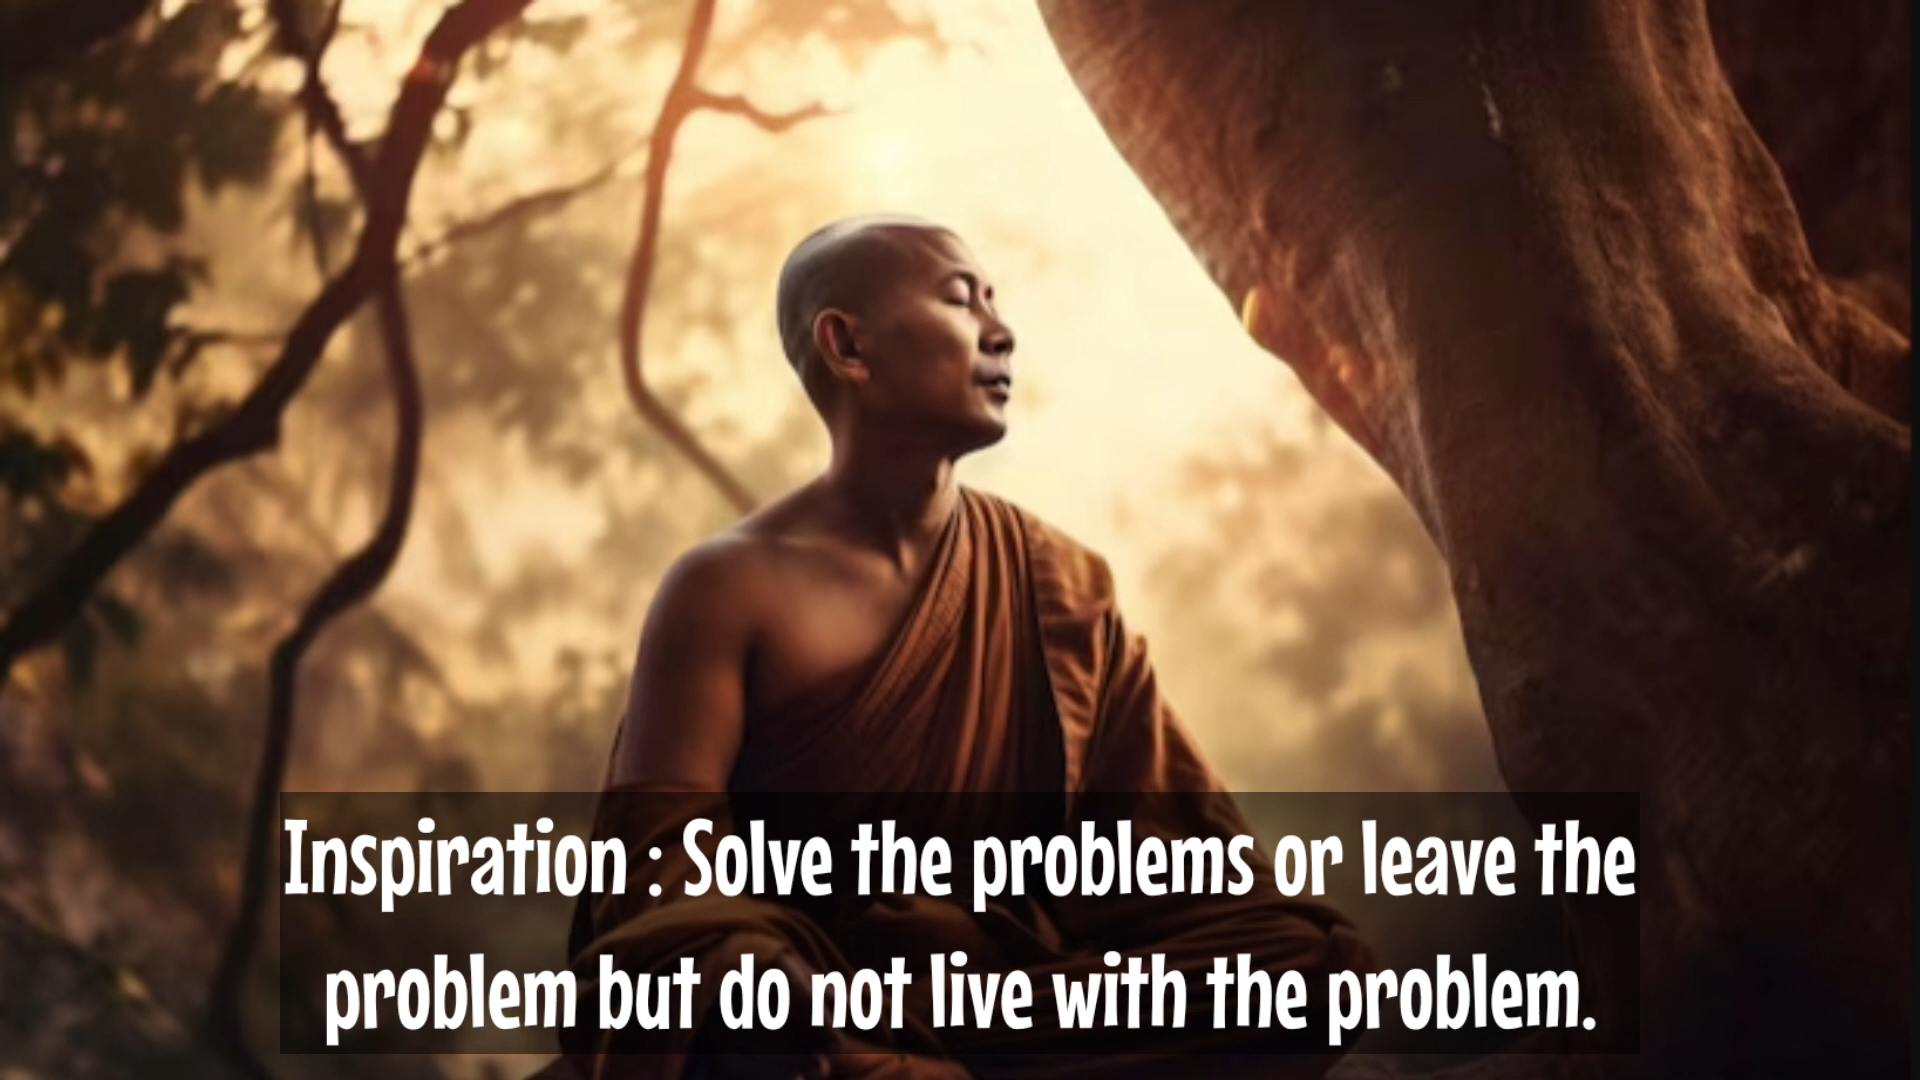 Inspiration : Solve the problems or leave the
problem but do not live with the problem.